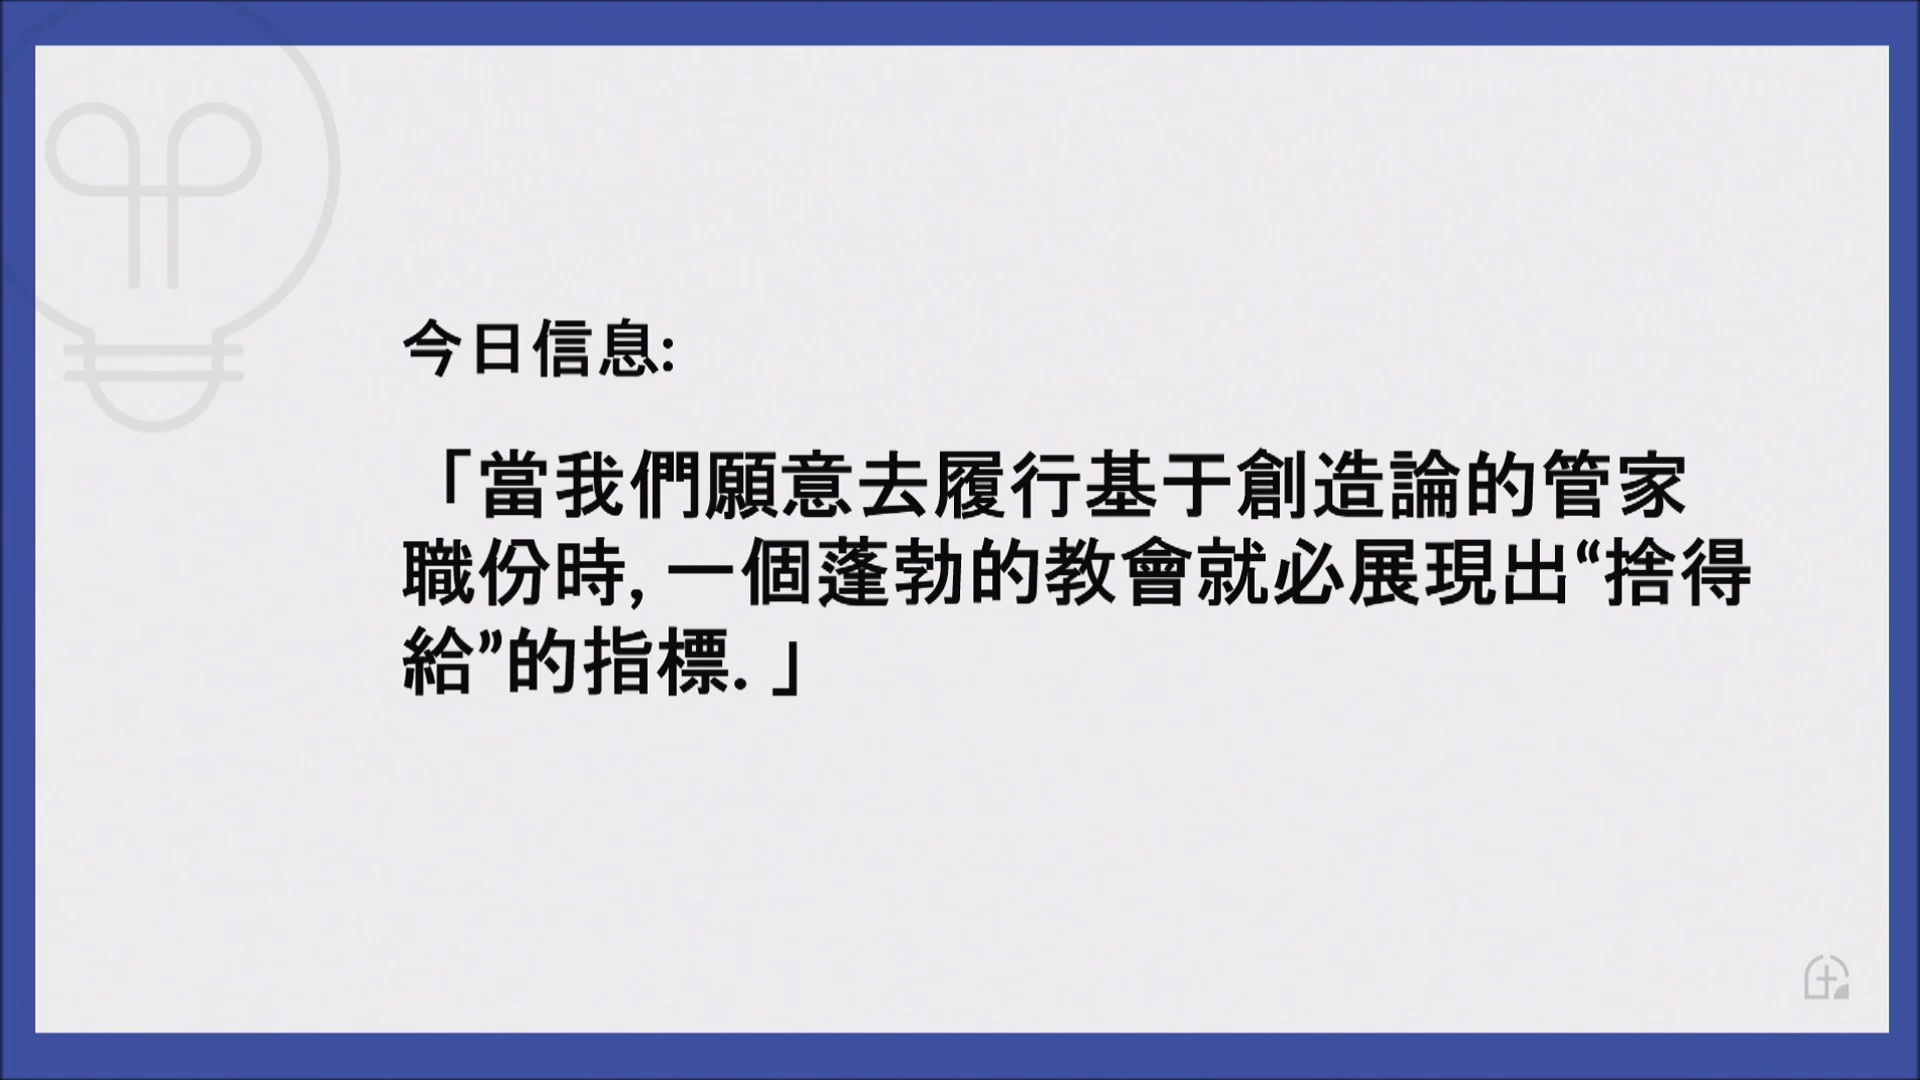 今日信息:
「當我們願意去履行基于創造論的管家
職份時, 一個蓬勃的教會就必展現出“捨得
給”的指標. 」